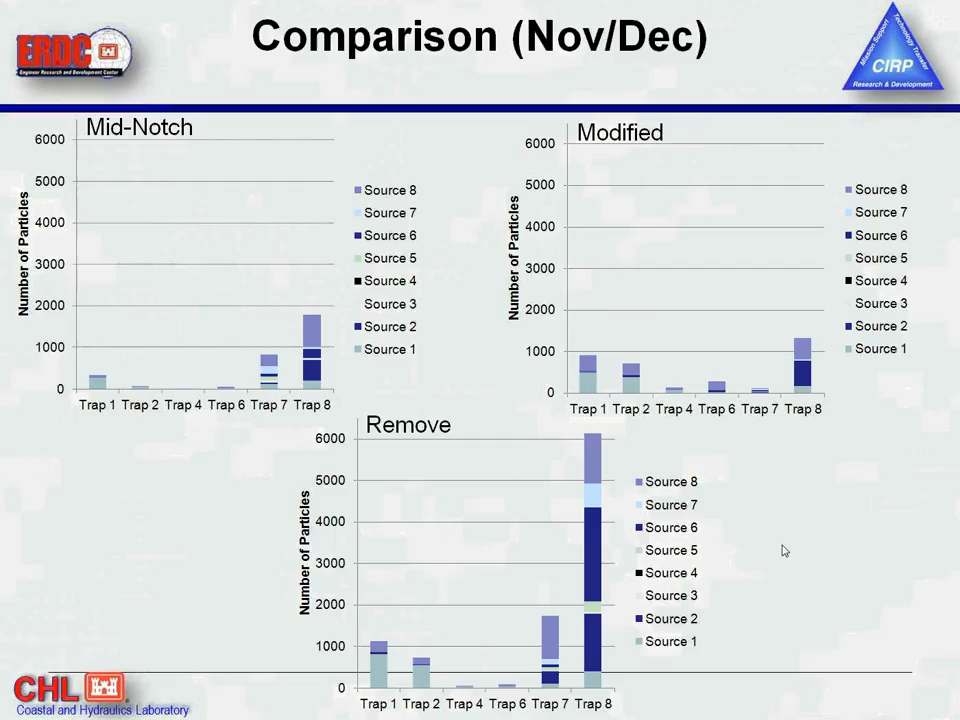 Comparison (Nov/Dec)
ERDC
Engineer Research and Development Center
Mission Support
Technology Transfer
CIRP
Research & Development
Mid-Notch
Number of Particles
6000
5000
4000
3000
2000
1000
0
Trap 1 Trap 2 Trap 4 Trap 6 Trap 7 Trap 8
Source 8
Source 7
Source 6
Source 5
Source 4
Source 3
Source 2
Source 1
Modified
Number of Particles
6000
5000
4000
3000
2000
1000
0
Trap 1 Trap 2 Trap 4 Trap 6 Trap 7 Trap 8
Source 8
Source 7
Source 6
Source 5
Source 4
Source 3
Source 2
Source 1
Remove
Number of Particles
6000
5000
4000
3000
2000
1000
0
Trap 1 Trap 2 Trap 4 Trap 6 Trap 7 Trap 8
Source 8
Source 7
Source 6
Source 5
Source 4
Source 3
Source 2
Source 1
CHL
Coastal and Hydraulics Laboratory